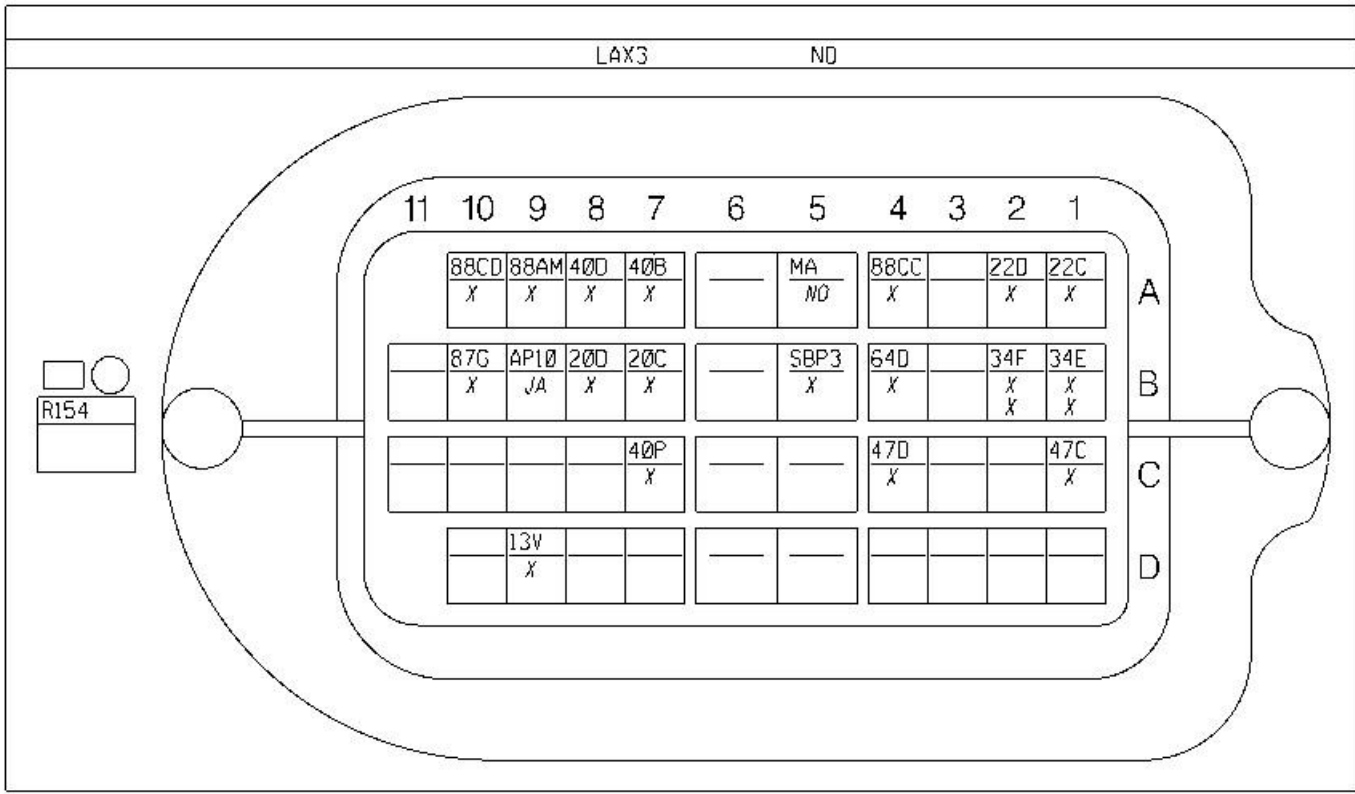 LAX3 NO
11 10 9 8 7 6 5 4 3 2 1
88CD 88AM 40D 40B MA 88CC 22D 22C A
X X X X NO X X X
87G AP10 20D 20C SBP3 64D 34F 34E B
X JA X X X X X X
X X
R154
40P 47D 47C C
X X X
13V D
X